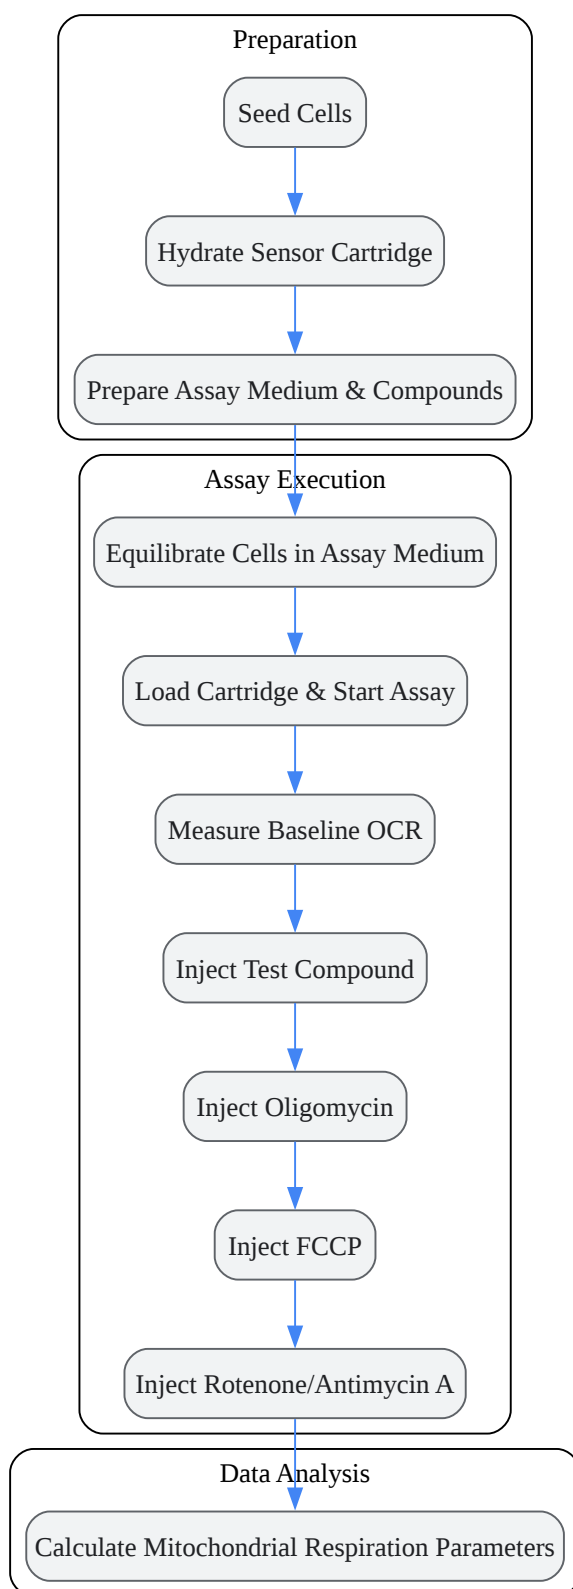 Preparation
Seed Cells
Hydrate Sensor Cartridge
Prepare Assay Medium & Compounds
Assay Execution
Equilibrate Cells in Assay Medium
Load Cartridge & Start Assay
Measure Baseline OCR
Inject Test Compound
Inject Oligomycin
Inject FCCP
Inject Rotenone/Antimycin A
Data Analysis
Calculate Mitochondrial Respiration Parameters